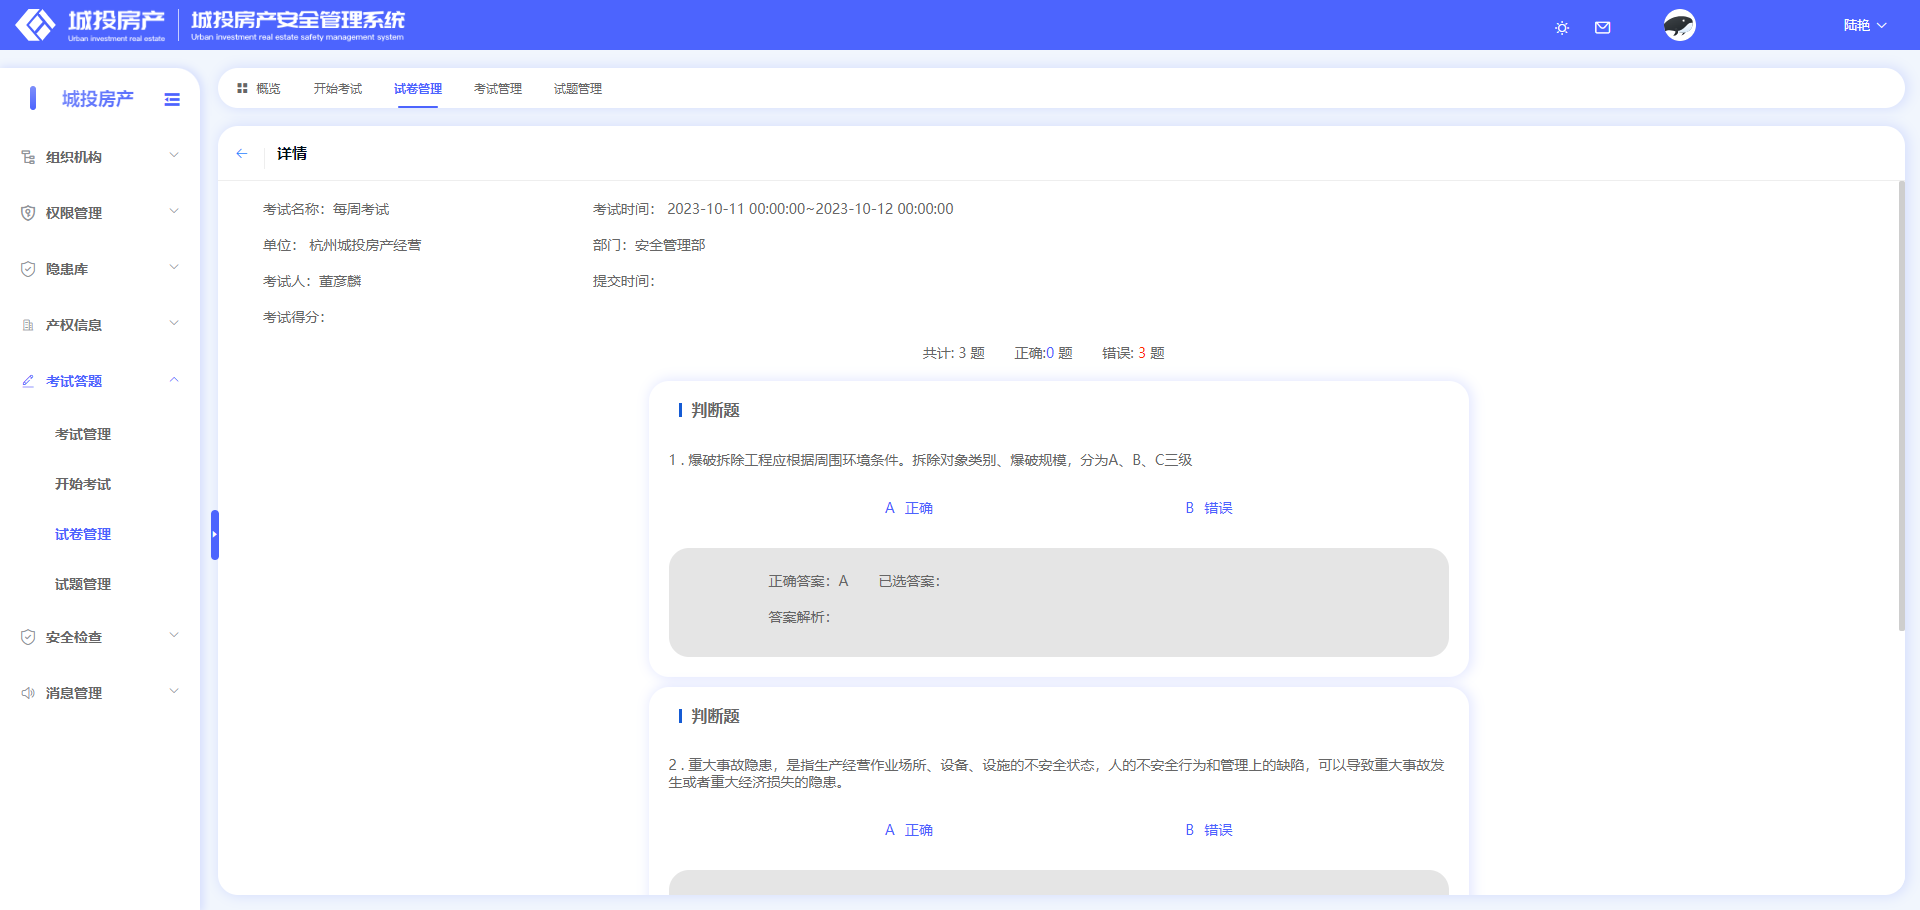 城投房产
Urban investment real estate
城投房产安全管理系统
Urban investment real estate safety management system
陆艳
城投房产
组织机构
权限管理
隐患库
产权信息
考试答题
考试管理
开始考试
试卷管理
试题管理
安全检查
消息管理
概览 开始考试 试卷管理 考试管理 试题管理
详情
考试名称：每周考试 考试时间： 2023-10-11 00:00:00~2023-10-12 00:00:00
单位： 杭州城投房产经营 部门：安全管理部
考试人：董彦麟 提交时间：
考试得分：
共计: 3 题 正确:0 题 错误: 3 题
判断题
1 . 爆破拆除工程应根据周围环境条件。拆除对象类别、爆破规模，分为A、B、C三级
A 正确 B 错误
正确答案：A 已选答案：
答案解析：
判断题
2 . 重大事故隐患，是指生产经营作业场所、设备、设施的不安全状态，人的不安全行为和管理上的缺陷，可以导致重大事故发
生或者重大经济损失的隐患。
A 正确 B 错误